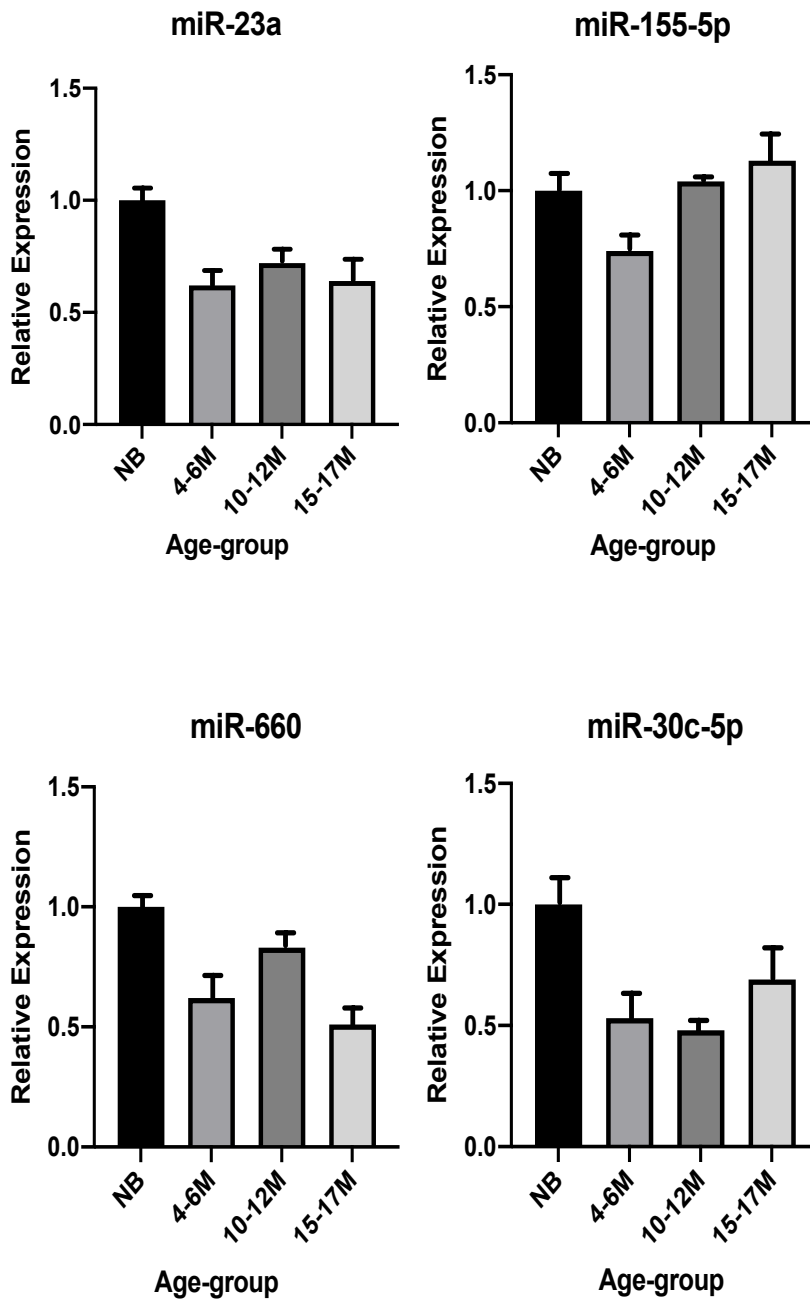 miR-23a
Relative Expression
1.5
1.0
0.5
0.0
NB
4-6M
10-12M
15-17M
Age-group
miR-155-5p
Relative Expression
1.5
1.0
0.5
0.0
NB
4-6M
10-12M
15-17M
Age-group
miR-660
Relative Expression
1.5
1.0
0.5
0.0
NB
4-6M
10-12M
15-17M
Age-group
miR-30c-5p
Relative Expression
1.5
1.0
0.5
0.0
NB
4-6M
10-12M
15-17M
Age-group